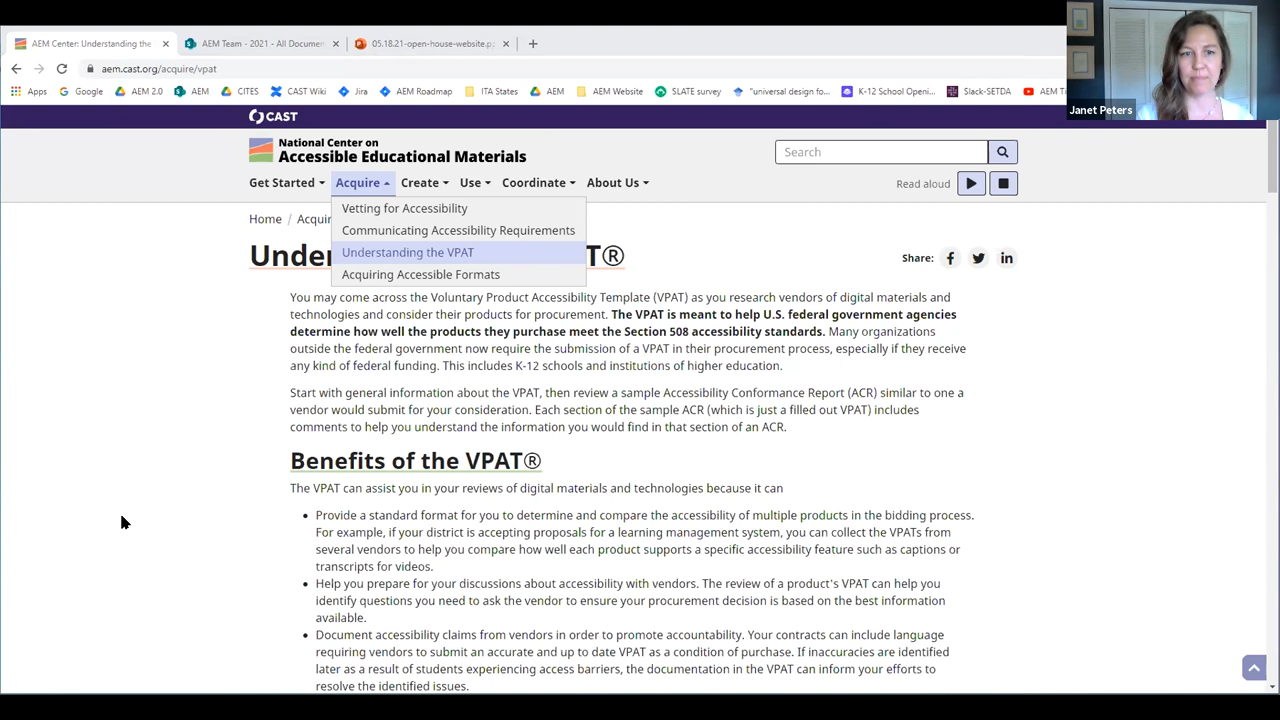 AEM Center: Understanding the
AEM Team - 2021 - All Document
05.18.21-open-house-website.pp
aem.cast.org/acquire/vpat
Apps
Google
AEM 2.0
AEM
CITES
CAST Wiki
Jira
AEM Roadmap
ITA States
AEM
AEM Website
SLATE survey
"universal design fo...
K-12 School Openi...
Slack-SETDA
AEM Ti
Janet Peters
CAST
National Center on
Accessible Educational Materials
Search
Get Started
Acquire
Create
Use
Coordinate
About Us
Read aloud
Vetting for Accessibility
Communicating Accessibility Requirements
Understanding the VPAT
Acquiring Accessible Formats
Home / Acquir
Under T®
Share:
You may come across the Voluntary Product Accessibility Template (VPAT) as you research vendors of digital materials and
technologies and consider their products for procurement. The VPAT is meant to help U.S. federal government agencies
determine how well the products they purchase meet the Section 508 accessibility standards. Many organizations
outside the federal government now require the submission of a VPAT in their procurement process, especially if they receive
any kind of federal funding. This includes K-12 schools and institutions of higher education.
Start with general information about the VPAT, then review a sample Accessibility Conformance Report (ACR) similar to one a
vendor would submit for your consideration. Each section of the sample ACR (which is just a filled out VPAT) includes
comments to help you understand the information you would find in that section of an ACR.
Benefits of the VPAT®
The VPAT can assist you in your reviews of digital materials and technologies because it can
• Provide a standard format for you to determine and compare the accessibility of multiple products in the bidding process.
For example, if your district is accepting proposals for a learning management system, you can collect the VPATs from
several vendors to help you compare how well each product supports a specific accessibility feature such as captions or
transcripts for videos.
• Help you prepare for your discussions about accessibility with vendors. The review of a product's VPAT can help you
identify questions you need to ask the vendor to ensure your procurement decision is based on the best information
available.
• Document accessibility claims from vendors in order to promote accountability. Your contracts can include language
requiring vendors to submit an accurate and up to date VPAT as a condition of purchase. If inaccuracies are identified
later as a result of students experiencing access barriers, the documentation in the VPAT can inform your efforts to
resolve the identified issues.